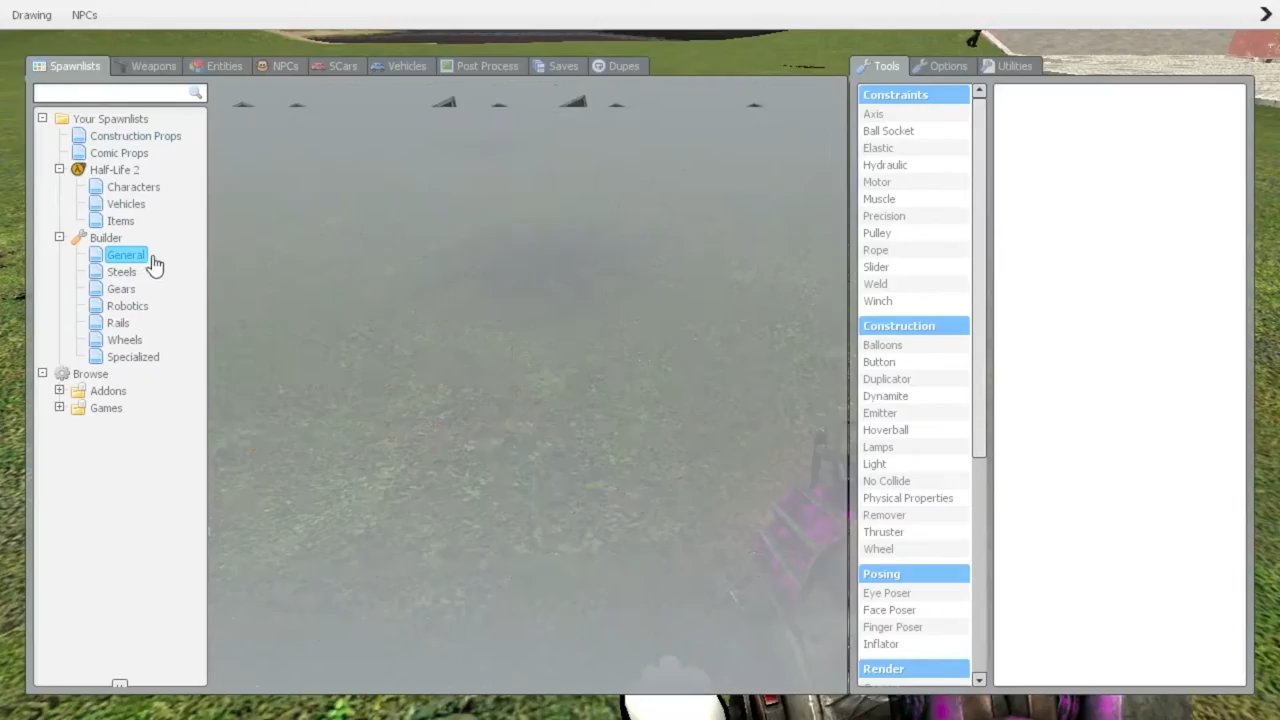 Drawing NPCs
Spawnlists Weapons Entities NPCs SCars Vehicles Post Process Saves Dupes
Your Spawnlists
Construction Props
Comic Props
Half-Life 2
Characters
Vehicles
Items
Builder
General
Steels
Gears
Robotics
Rails
Wheels
Specialized
Browse
Addons
Games
Tools Options Utilities
Constraints
Axis
Ball Socket
Elastic
Hydraulic
Motor
Muscle
Precision
Pulley
Rope
Slider
Weld
Winch
Construction
Balloons
Button
Duplicator
Dynamite
Emitter
Hoverball
Lamps
Light
No Collide
Physical Properties
Remover
Thruster
Wheel
Posing
Eye Poser
Face Poser
Finger Poser
Inflator
Render